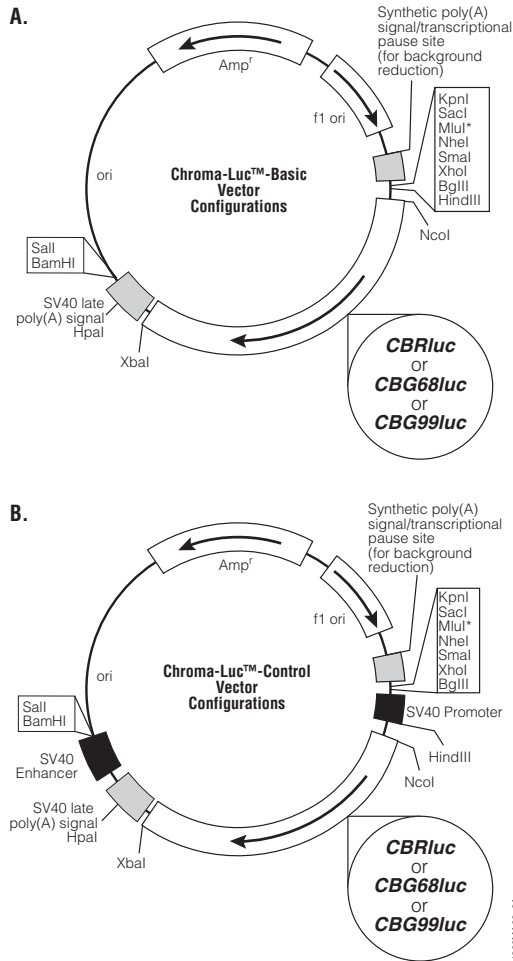 A.
Synthetic poly(A)
signal/transcriptional
pause site
(for background
reduction)
Ampʳ
f1 ori
KpnI
SacI
MluI*
NheI
SmaI
XhoI
BglII
HindIII
ori
Chroma-Luc™-Basic
Vector
Configurations
NcoI
SalI
BamHI
SV40 late
poly(A) signal
HpaI
XbaI
CBRluc
or
CBG68luc
or
CBG99luc
B.
Synthetic poly(A)
signal/transcriptional
pause site
(for background
reduction)
Ampʳ
f1 ori
KpnI
SacI
MluI*
NheI
SmaI
XhoI
BglII
ori
Chroma-Luc™-Control
Vector
Configurations
SV40 Promoter
SalI
BamHI
HindIII
SV40
Enhancer
NcoI
SV40 late
poly(A) signal
HpaI
XbaI
CBRluc
or
CBG68luc
or
CBG99luc